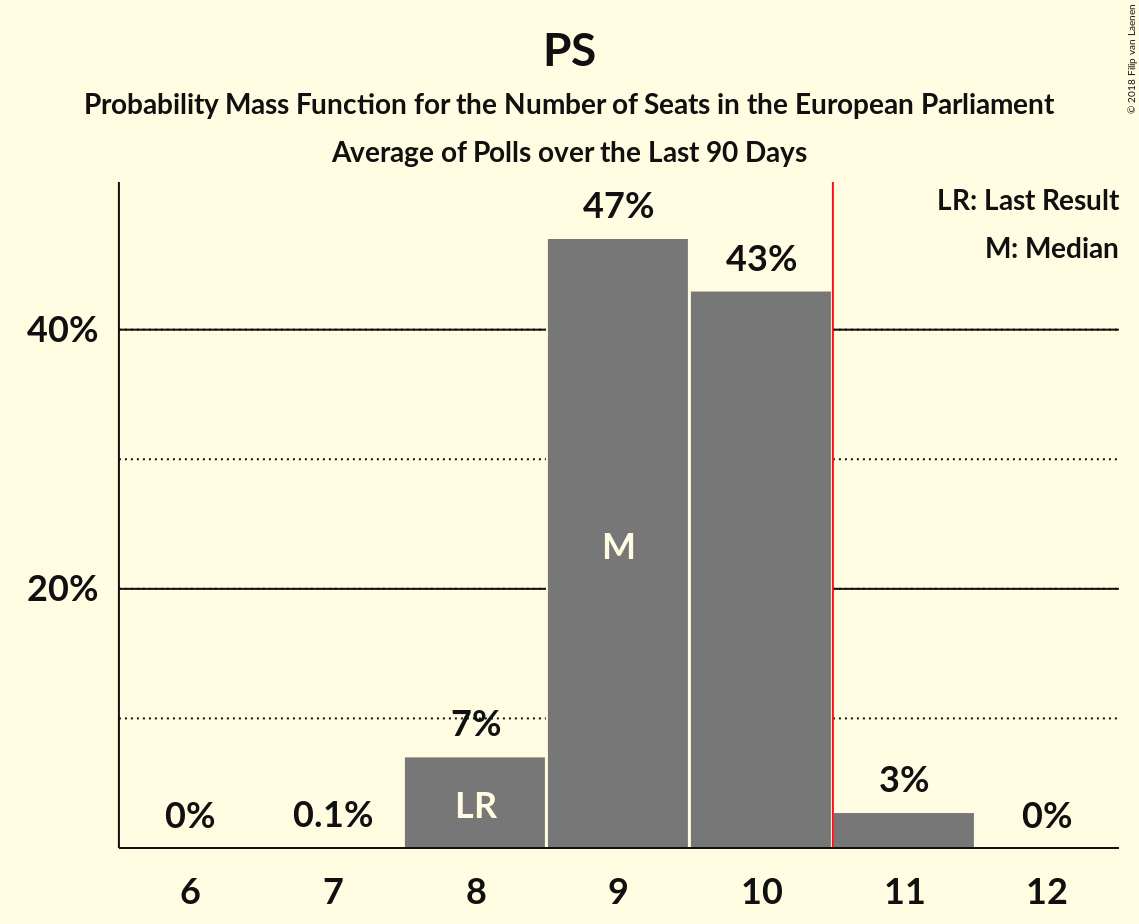 PS
Probability Mass Function for the Number of Seats in the European Parliament
Average of Polls over the Last 90 Days
© 2018 Filip van Laenen
LR: Last Result
M: Median
47%
43%
40%
M
20%
7%
LR
3%
0%
0.1%
0%
6 7 8 9 10 11 12